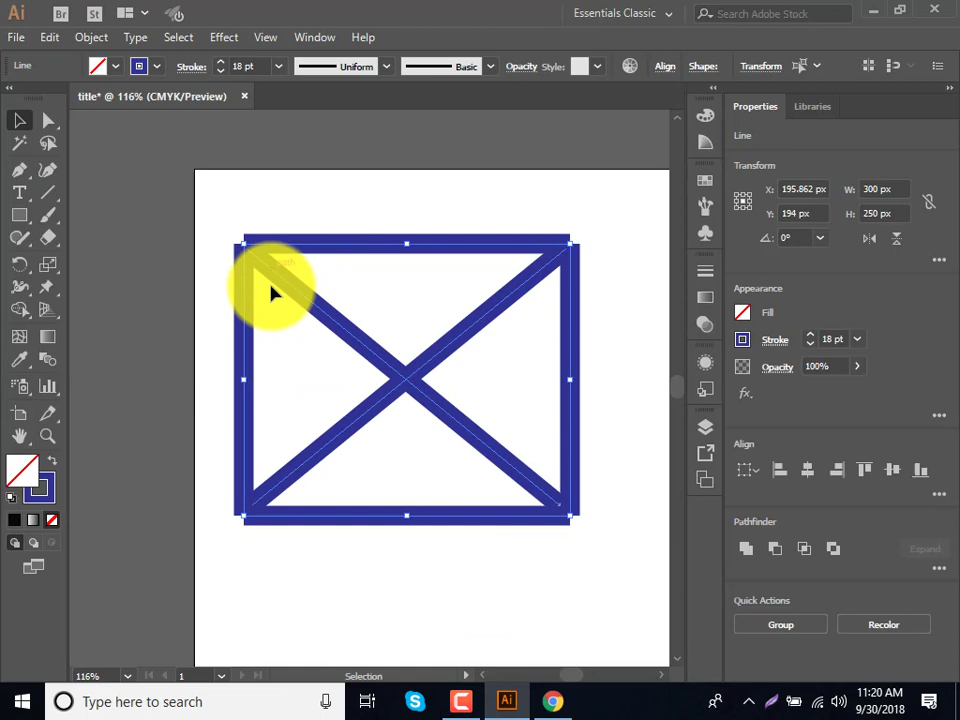 Ai Br St Essentials Classic Search Adobe Stock
File Edit Object Type Select Effect View Window Help
Line Stroke: 18 pt Uniform Basic Opacity Style: Align Shape: Transform
title* @ 116% (CMYK/Preview) ×
Properties Libraries
Line
Transform
X: 195.862 px W: 300 px
Y: 194 px H: 250 px
0°
Appearance
Fill
Stroke 18 pt
Opacity 100%
fx.
Align
Pathfinder
Expand
Quick Actions
Group Recolor
116% 1 Selection
Type here to search
Ai
11:20 AM
9/30/2018